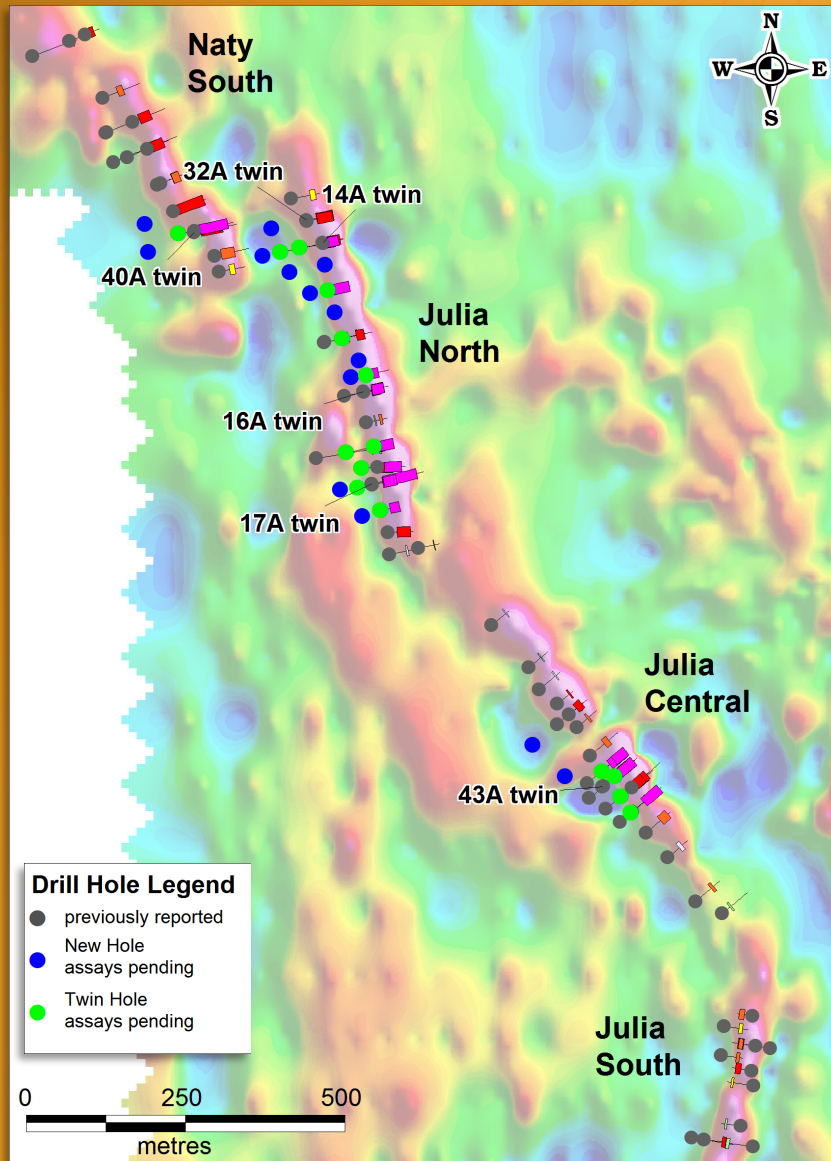 N
W E
S
Naty
South
32A twin
14A twin
40A twin
Julia
North
16A twin
17A twin
Julia
Central
43A twin
Drill Hole Legend
previously reported
New Hole
assays pending
Twin Hole
assays pending
Julia
South
0 250 500
metres